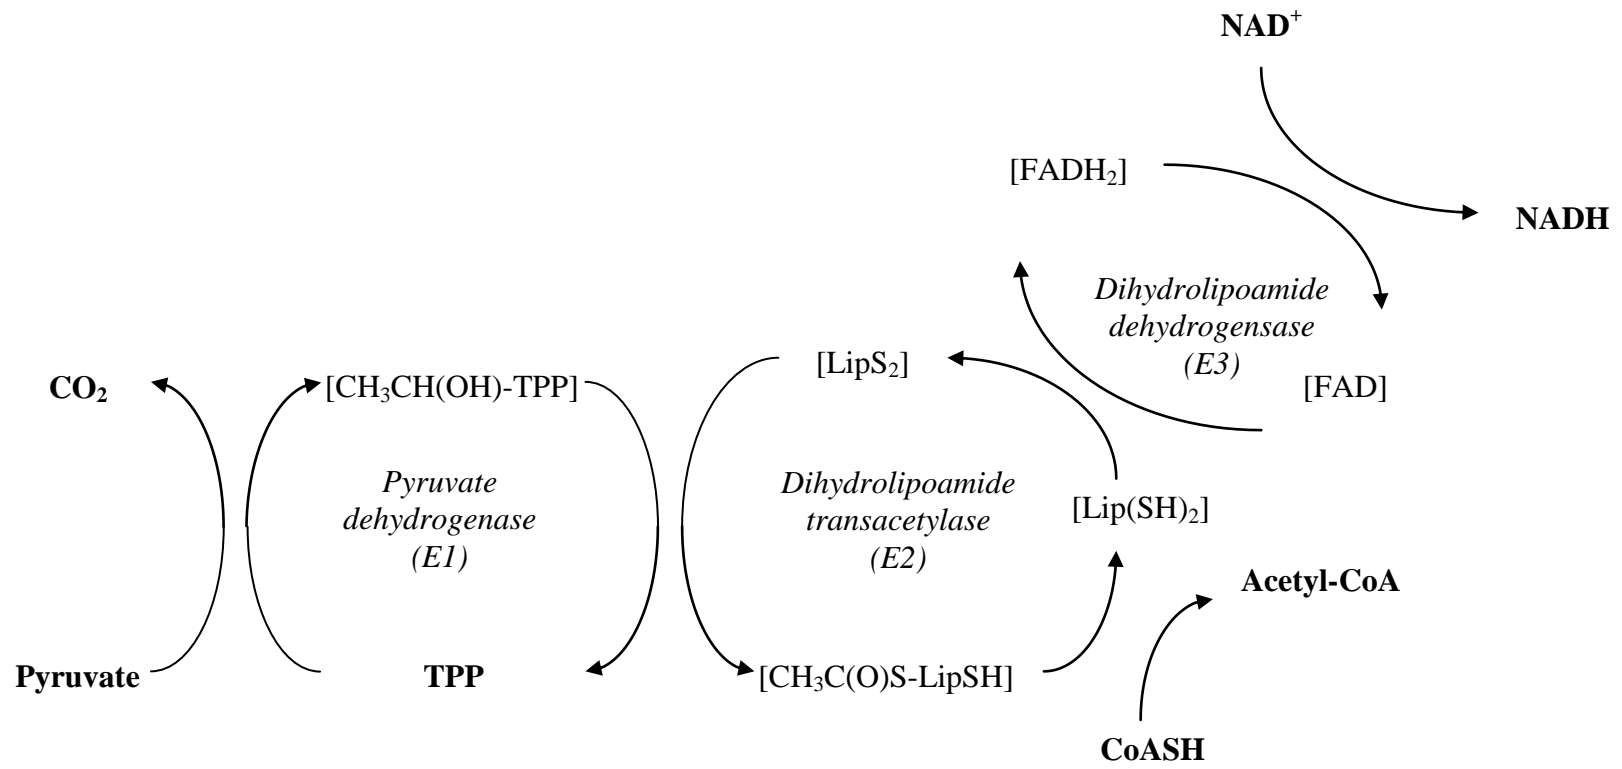 NAD⁺
[FADH₂]
NADH
Dihydrolipoamide
dehydrogensase
(E3)
[LipS₂]
[FAD]
CO₂
[CH₃CH(OH)-TPP]
Pyruvate
dehydrogenase
(E1)
Dihydrolipoamide
transacetylase
(E2)
[Lip(SH)₂]
Acetyl-CoA
Pyruvate
TPP
[CH₃C(O)S-LipSH]
CoASH